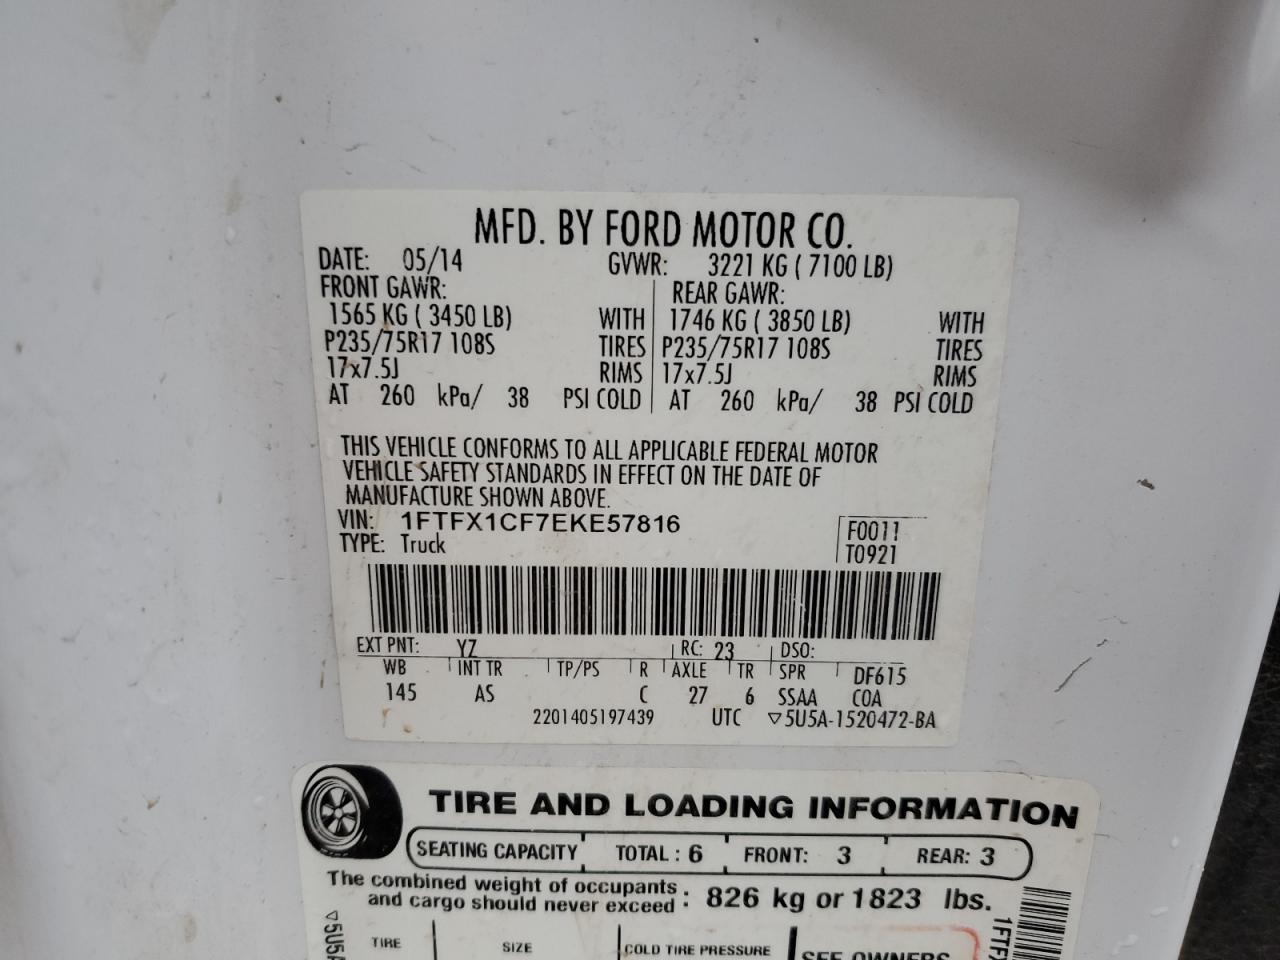 MFD. BY FORD MOTOR CO.
DATE: 05/14 GVWR: 3221 KG ( 7100 LB)
FRONT GAWR: REAR GAWR:
1565 KG ( 3450 LB) WITH 1746 KG ( 3850 LB) WITH
P235/75R17 108S TIRES P235/75R17 108S TIRES
17x7.5J RIMS 17x7.5J RIMS
AT 260 kPa/ 38 PSI COLD AT 260 kPa/ 38 PSI COLD
THIS VEHICLE CONFORMS TO ALL APPLICABLE FEDERAL MOTOR
VEHICLE SAFETY STANDARDS IN EFFECT ON THE DATE OF
MANUFACTURE SHOWN ABOVE.
VIN: 1FTFX1CF7EKE57816 F0011
TYPE: Truck T0921
EXT PNT: YZ RC: 23 DSO:
WB INT TR TP/PS R AXLE TR SPR DF615
145 AS C 27 6 SSAA COA
2201405197439 UTC ▽5U5A-1520472-BA
TIRE AND LOADING INFORMATION
SEATING CAPACITY TOTAL : 6 FRONT: 3 REAR: 3
The combined weight of occupants
and cargo should never exceed : 826 kg or 1823 lbs.
TIRE SIZE COLD TIRE PRESSURE SEE OWNERS
▽5U5A
1FTFX